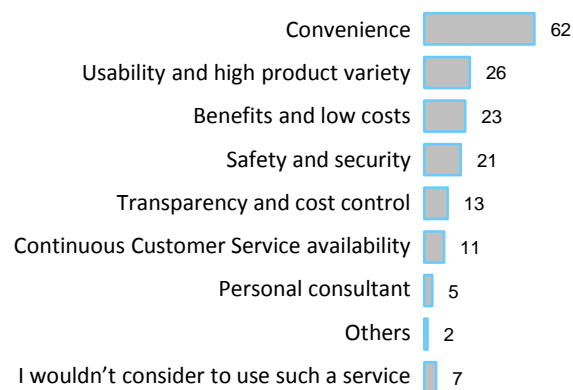 Convenience 62
Usability and high product variety 26
Benefits and low costs 23
Safety and security 21
Transparency and cost control 13
Continuous Customer Service availability 11
Personal consultant 5
Others 2
I wouldn’t consider to use such a service 7